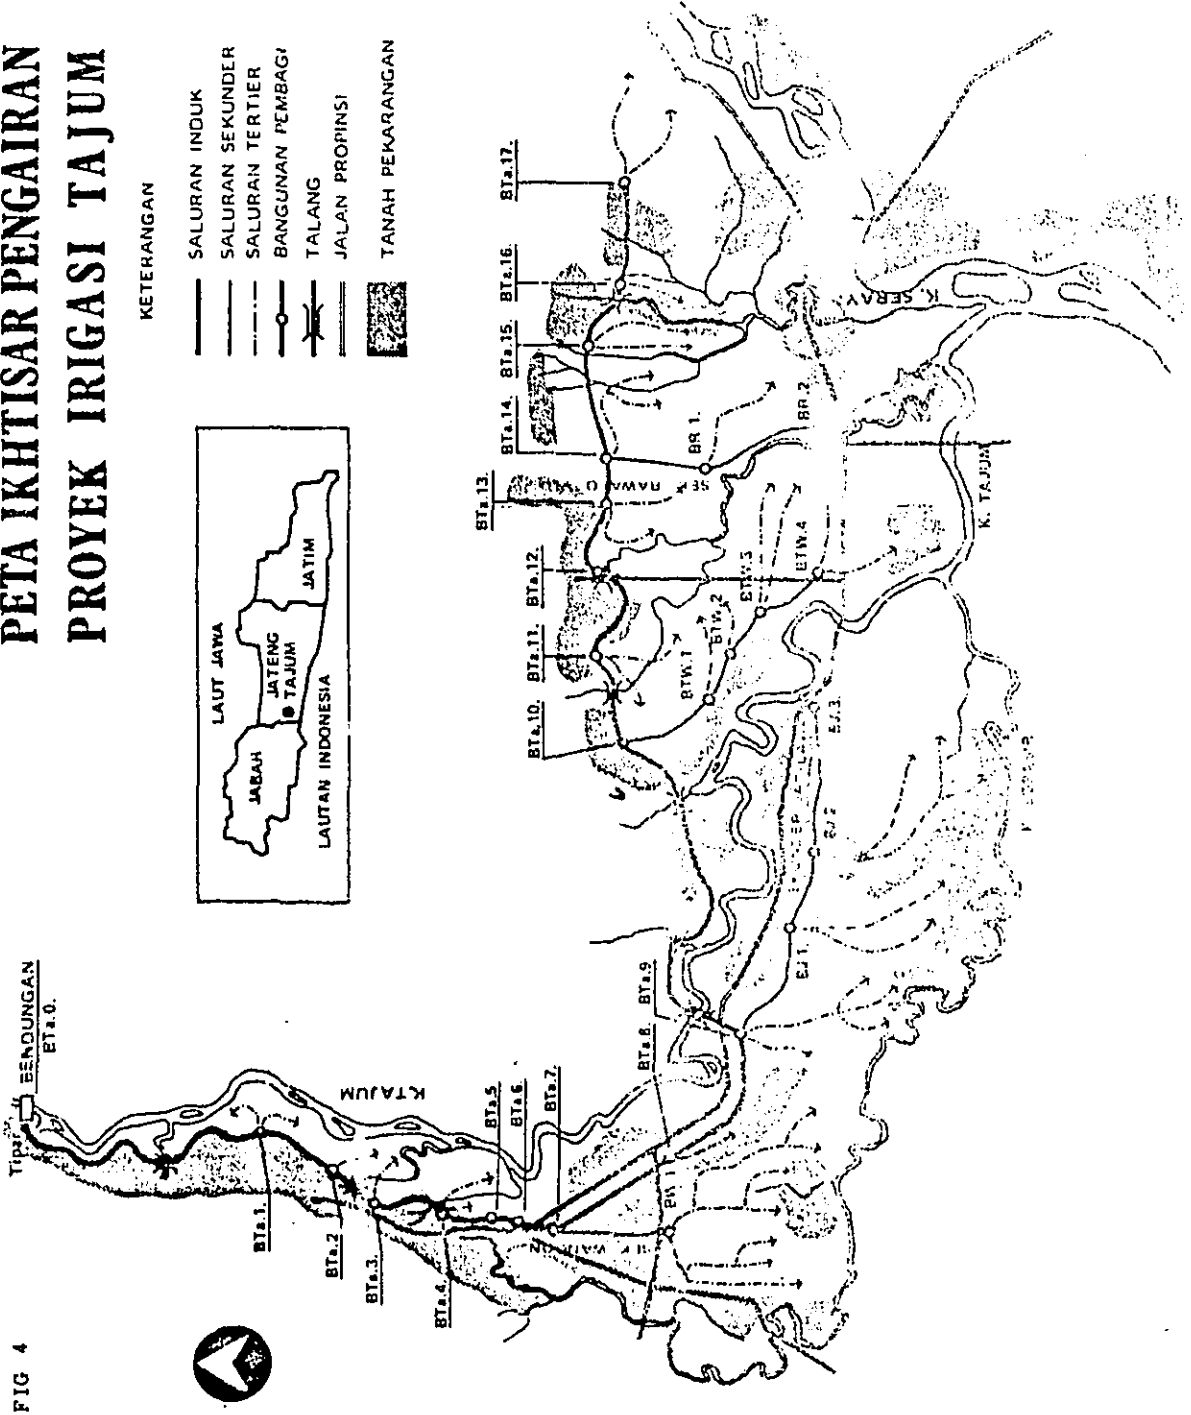 FIG 4
PETA IKHTISAR PENGAIRAN
PROYEK IRIGASI TAJUM
KETERANGAN
SALURAN INDUK
SALURAN SEKUNDER
SALURAN TERTIER
BANGUNAN PEMBAGI
TALANG
JALAN PROPINSI
TANAH PEKARANGAN
LAUT JAWA
JABAR
JATENG
TAJUM
JATIM
LAUTAN INDONESIA
BENDUNGAN
BTa.0.
K.TAJUM
BTa.1.
BTa.2
BTa.3
BTa.4.
BTa.5
BTa.6.
BTa.7.
BTa.8.
BTa.9
BTa.10.
BTa.11.
BTa.12.
BTa.13.
BTa.14.
BTa.15.
BTa.16.
BTa.17.
BTW.1
BTW.2
BTW.3
BTW.4
BR 1.
BR.2
BJ 1.
BJ 2
BJ.3
K. TAJUM